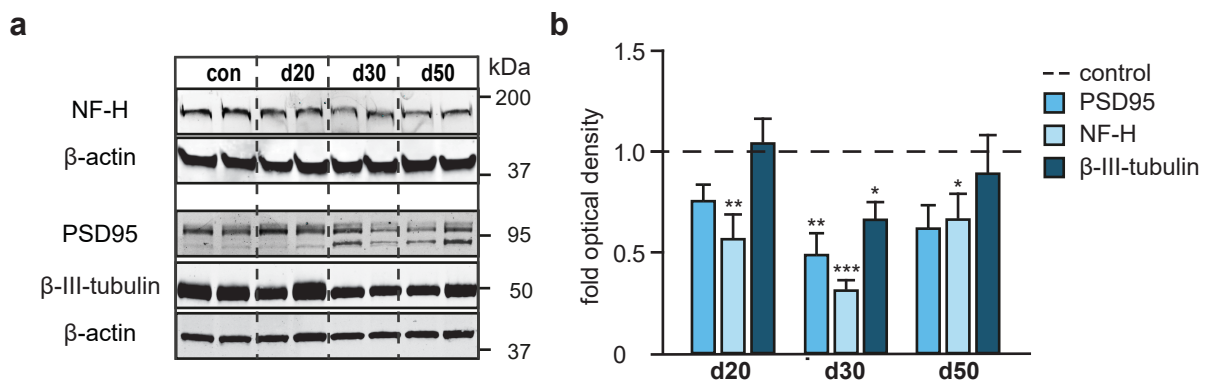 a
con d20 d30 d50 kDa
NF-H 200
β-actin 37
PSD95 95
β-III-tubulin 50
β-actin 37
b
fold optical density
1.5
1.0
0.5
0
** ** *** * *
d20 d30 d50
control
PSD95
NF-H
β-III-tubulin